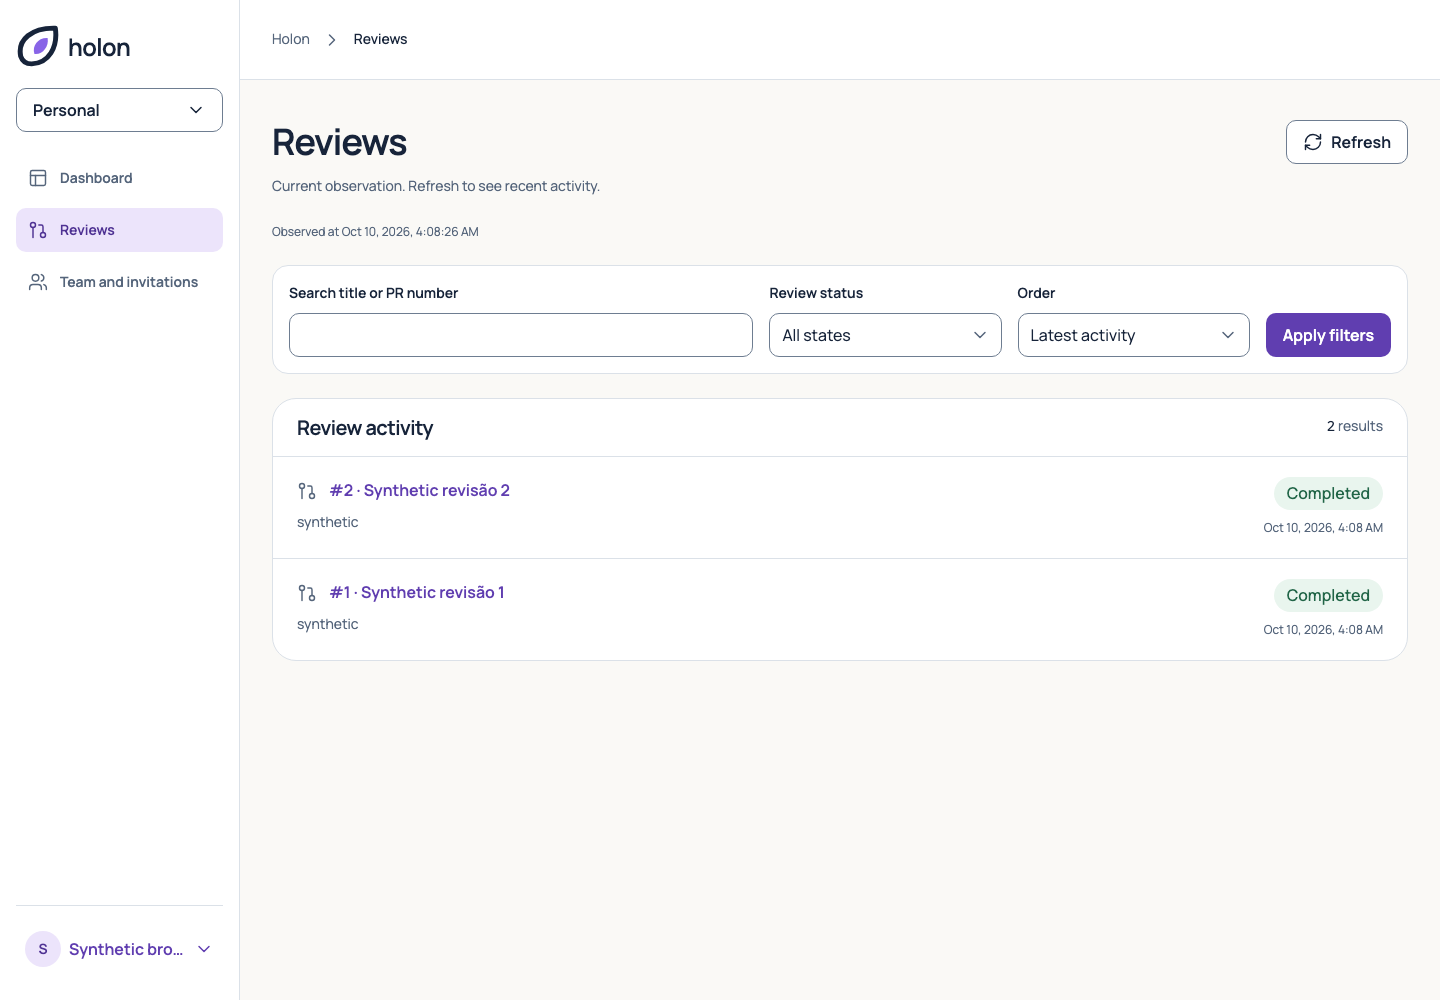 holon
Personal
Dashboard
Reviews
Team and invitations
Synthetic bro...
S
Holon
Reviews
Reviews
Refresh
Current observation. Refresh to see recent activity.
Observed at Oct 10, 2026, 4:08:26 AM
Search title or PR number
Review status
Order
All states
Latest activity
Apply filters
Review activity
2 results
#2 · Synthetic revisão 2
Completed
synthetic
Oct 10, 2026, 4:08 AM
#1 · Synthetic revisão 1
Completed
synthetic
Oct 10, 2026, 4:08 AM